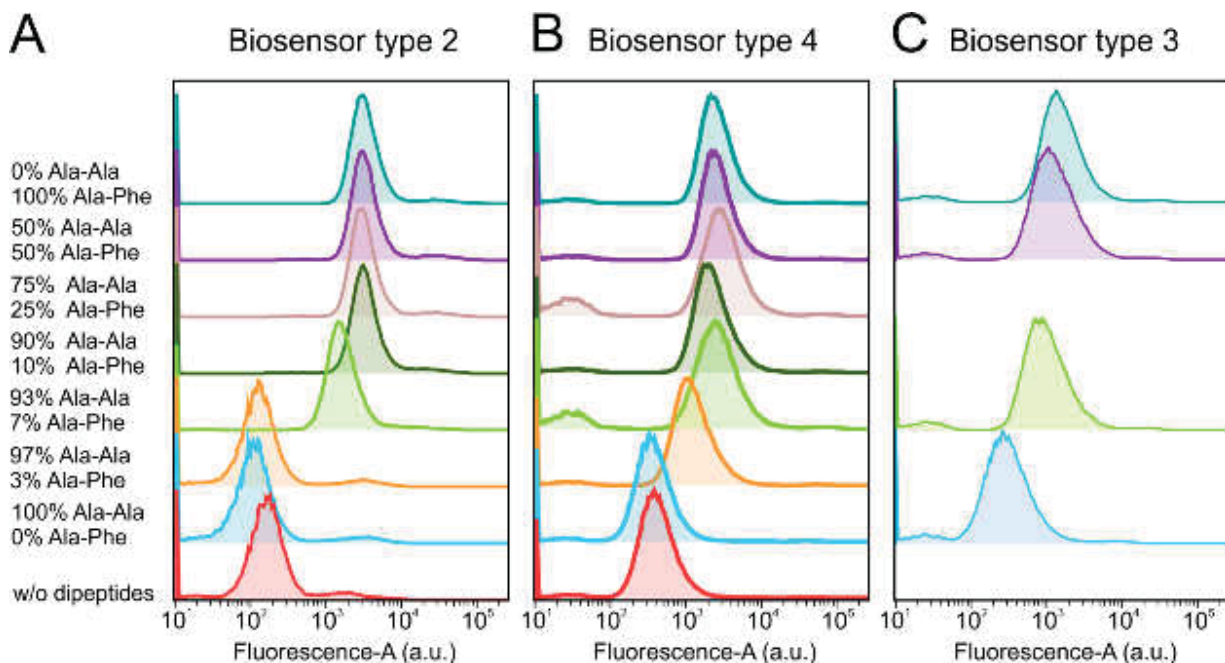 A
Biosensor type 2
B
Biosensor type 4
C
Biosensor type 3
0% Ala-Ala
100% Ala-Phe
50% Ala-Ala
50% Ala-Phe
75% Ala-Ala
25% Ala-Phe
90% Ala-Ala
10% Ala-Phe
93% Ala-Ala
7% Ala-Phe
97% Ala-Ala
3% Ala-Phe
100% Ala-Ala
0% Ala-Phe
w/o dipeptides
10¹ 10² 10³ 10⁴ 10⁵
10¹ 10² 10³ 10⁴ 10⁵
10¹ 10² 10³ 10⁴ 10⁵
Fluorescence-A (a.u.)
Fluorescence-A (a.u.)
Fluorescence-A (a.u.)